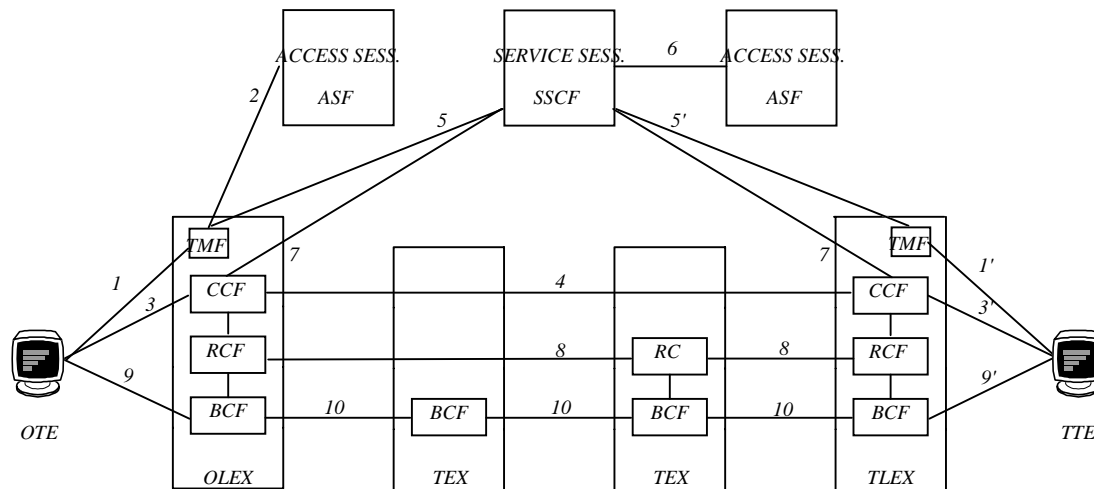 ACCESS SESS. SERVICE SESS. 6 ACCESS SESS.
2 ASF SSCF ASF
5 5'
TMF TMF
7 7
1 1'
3 CCF 4 CCF 3'
RCF 8 RC 8 RCF
9 9'
BCF 10 BCF 10 BCF 10 BCF
OTE TTE
OLEX TEX TEX TLEX